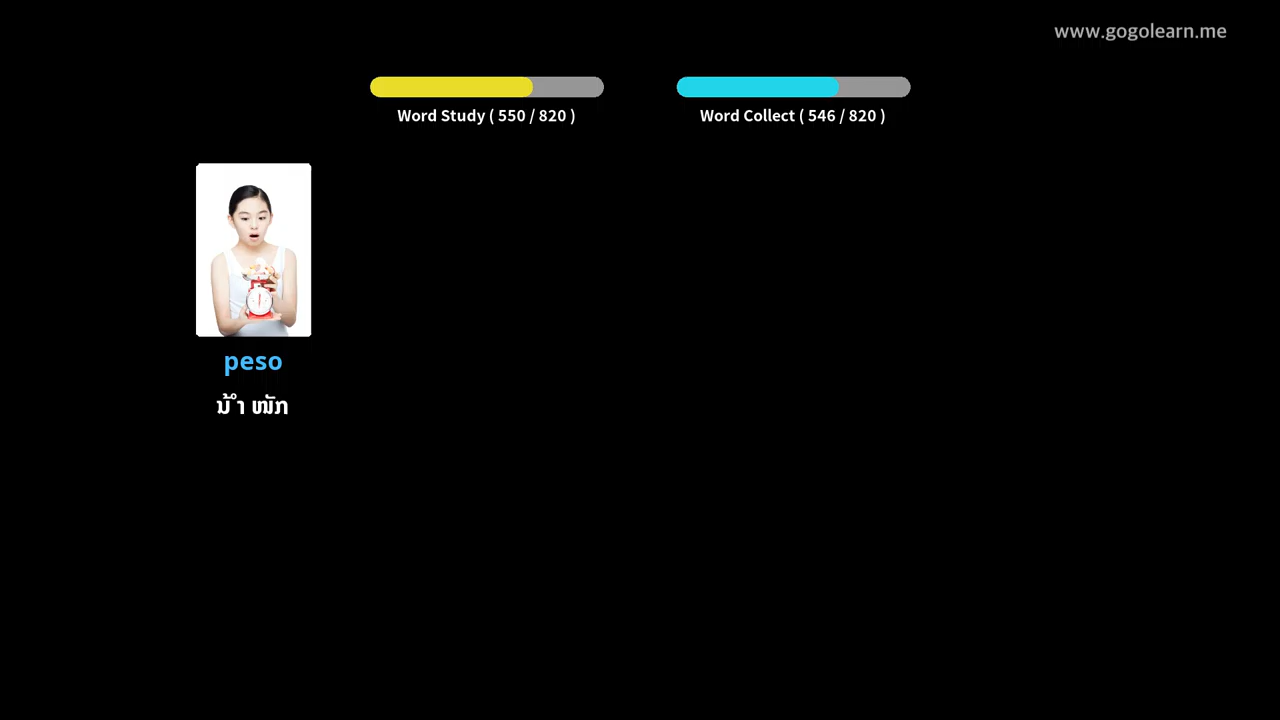 www.gogolearn.me
Word Study ( 550 / 820 )
Word Collect ( 546 / 820 )
peso
ນ້ຳ ໜັກ